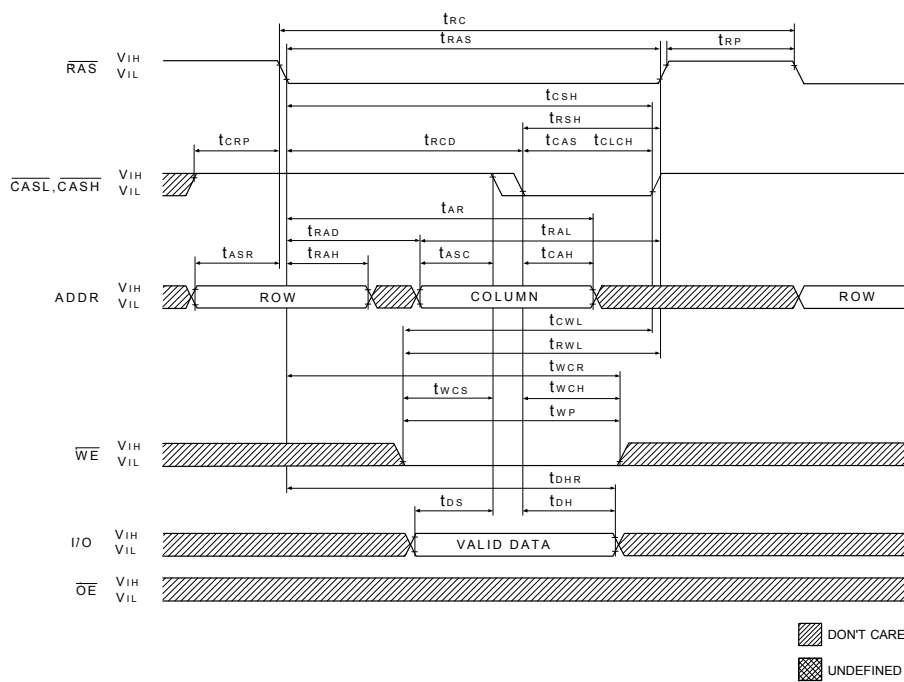 tRC
tRAS tRP
RAS VIH
VIL
tCSH
tRSH
tCRP tRCD tCAS tCLCH
CASL,CASH VIH
VIL
tAR
tRAD tRAL
tASR tRAH tASC tCAH
ADDR VIH
VIL
ROW COLUMN ROW
tCWL
tRWL
tWCR
tWCS tWCH
tWP
WE VIH
VIL
tDHR
tDS tDH
I/O VIH
VIL
VALID DATA
OE VIH
VIL
DON'T CARE
UNDEFINED